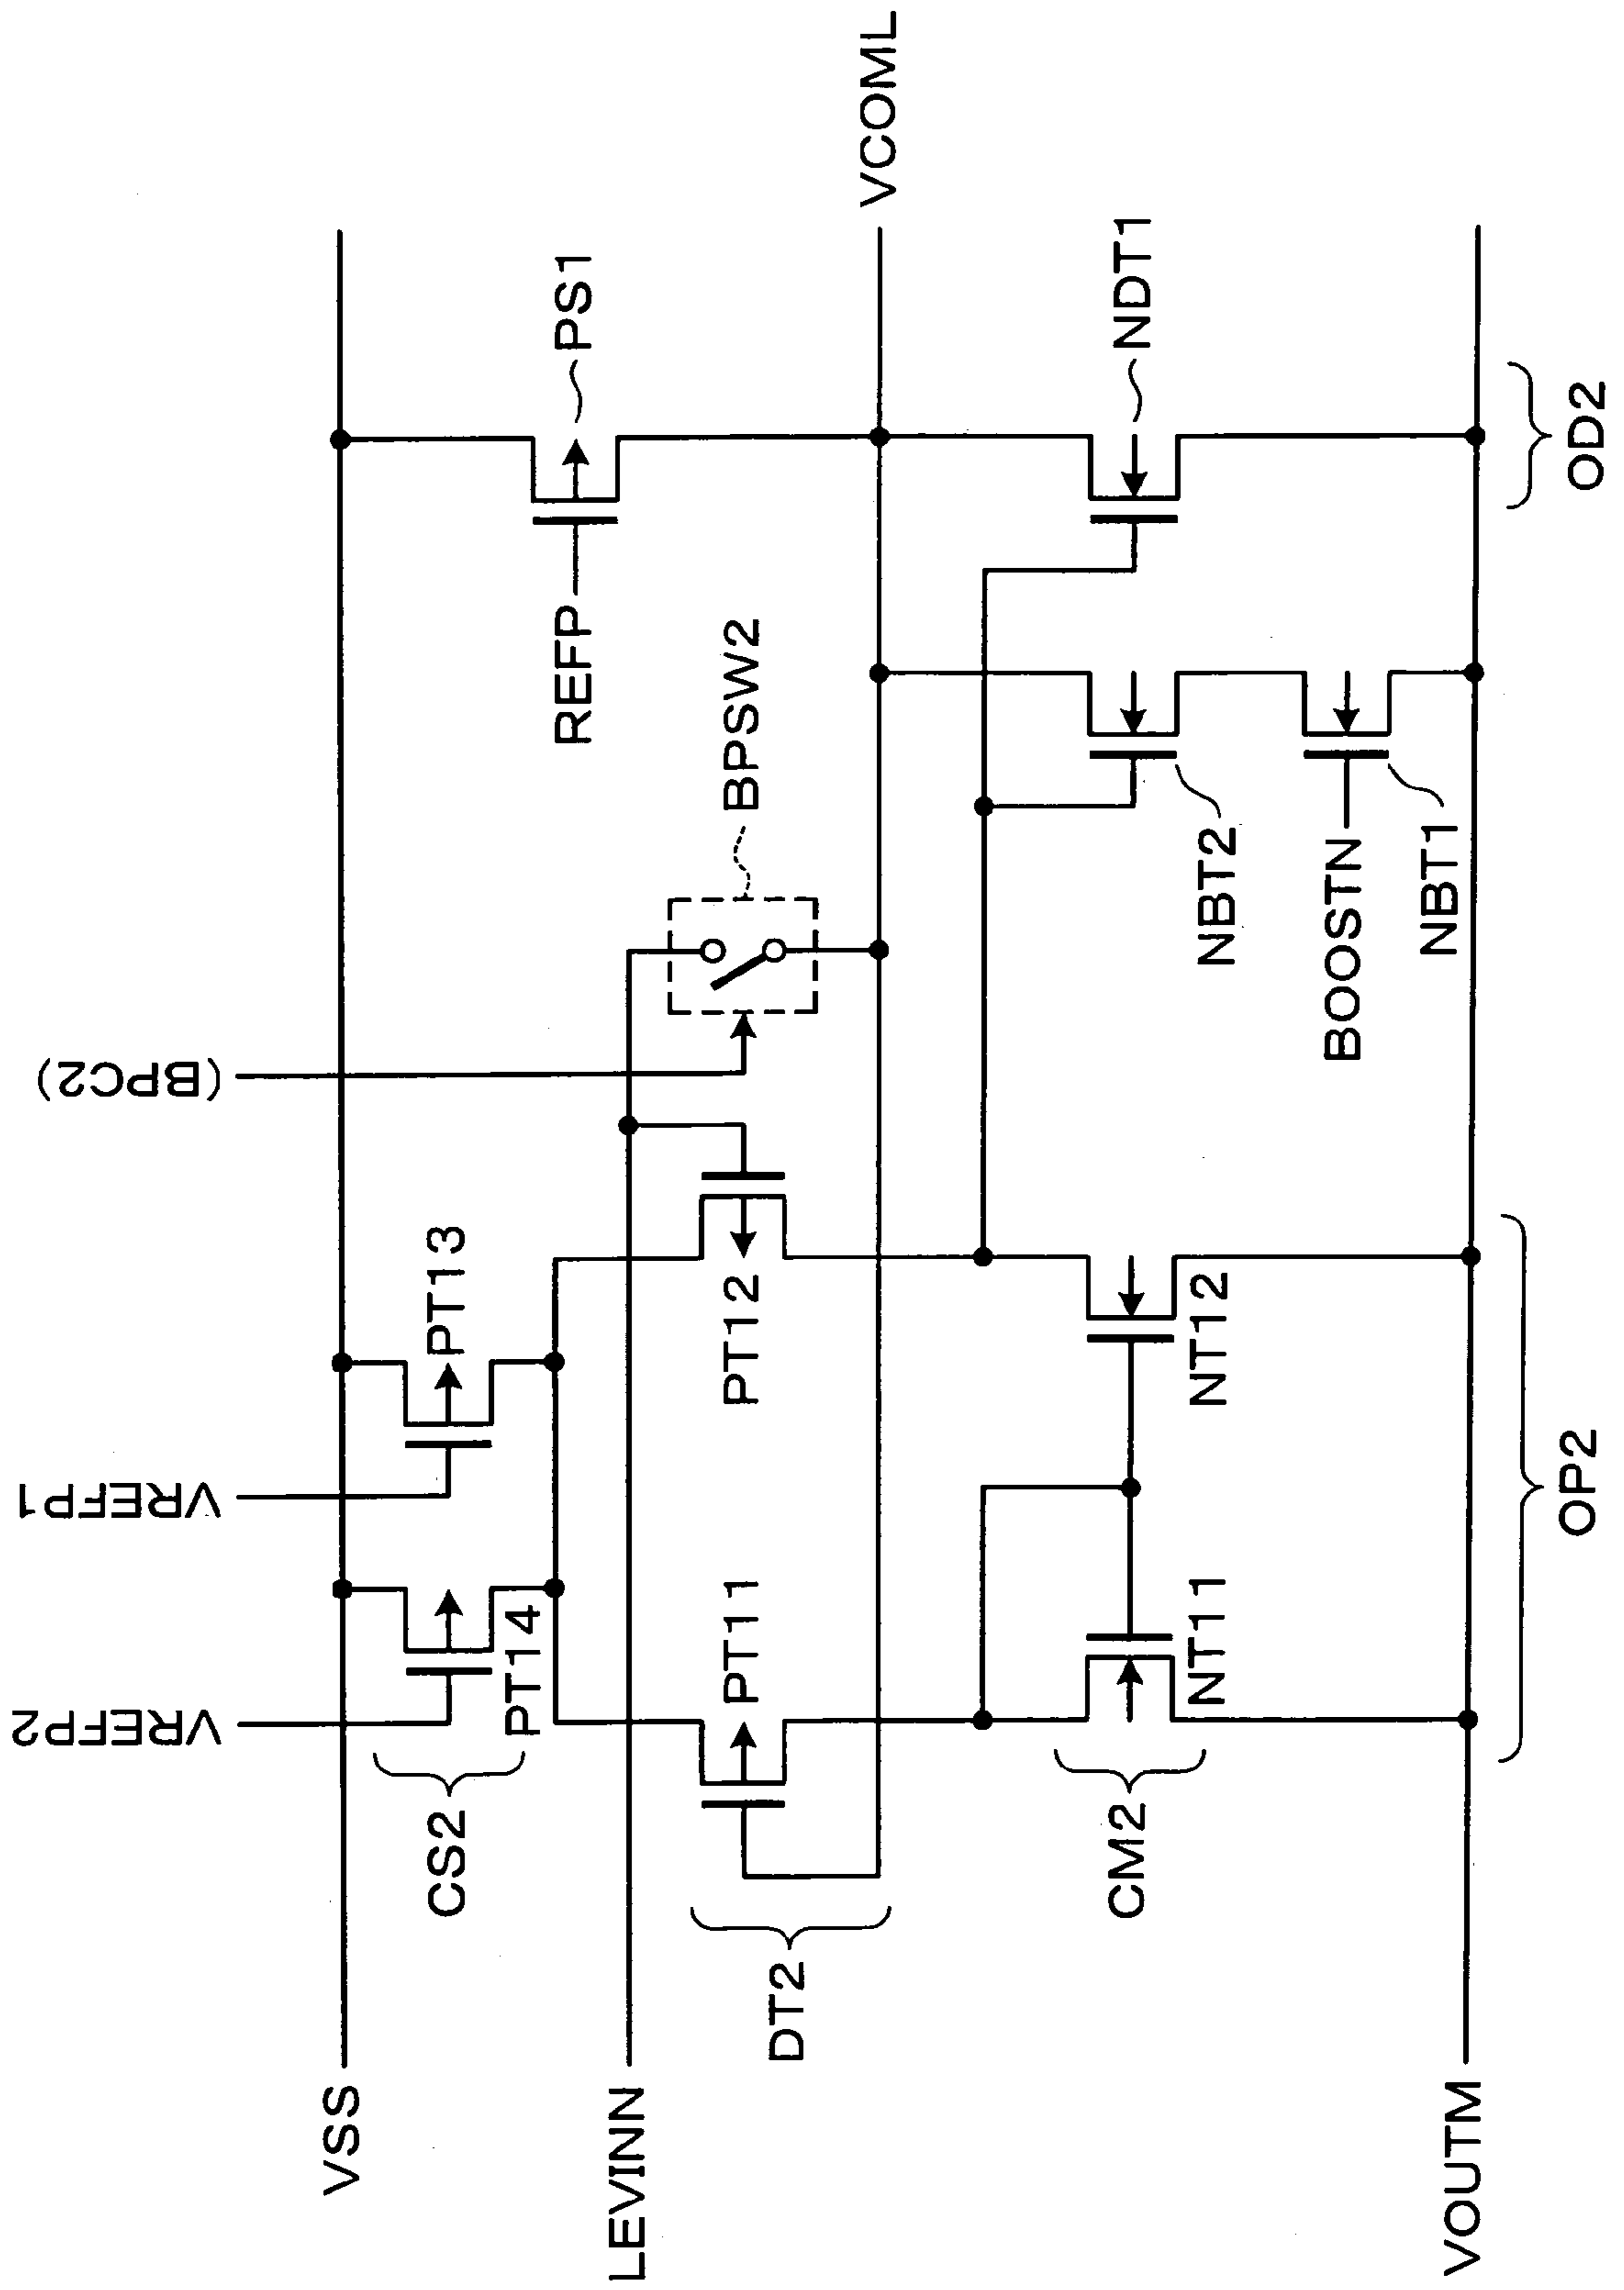 VREFP2
VREFP1
(BPC2)
VSS
CS2
PT14
PT13
REFP
PS1
LEVINN
DT2
PT11
PT12
BPSW2
VCOML
CM2
NT11
NT12
NBT2
BOOSTN
NBT1
NDT1
VOUTM
OP2
OD2